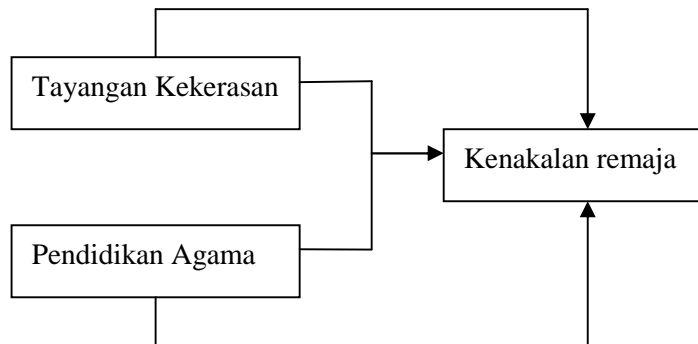 Tayangan Kekerasan
Kenakalan remaja
Pendidikan Agama